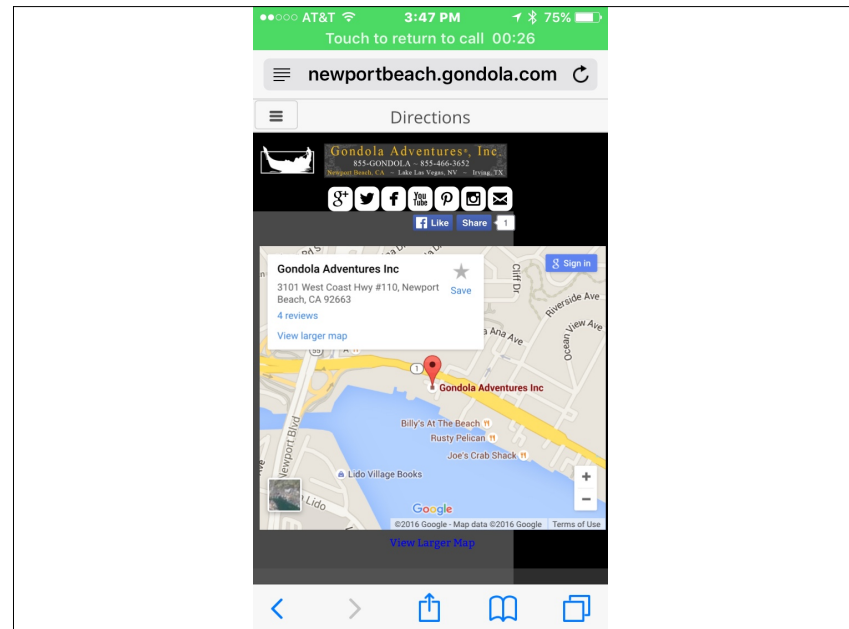 AT&T 3:47 PM 75%
Touch to return to call 00:26
newportbeach.gondola.com
Directions
Gondola Adventures®, Inc.
855-GONDOLA ~ 855-466-3652
Newport Beach, CA ~ Lake Las Vegas, NV ~ Irving, TX
g+ f You Tube
Like Share 1
Gondola Adventures Inc
Save
3101 West Coast Hwy #110, Newport
Beach, CA 92663
4 reviews
View larger map
Sign in
Cliff Dr
Riverside Ave
Ocean View Ave
a Ana Ave
55
1
Gondola Adventures Inc
Billy's At The Beach
Rusty Pelican
Joe's Crab Shack
Newport Blvd
Lido Village Books
Lido
+
−
Google
©2016 Google - Map data ©2016 Google Terms of Use
View Larger Map